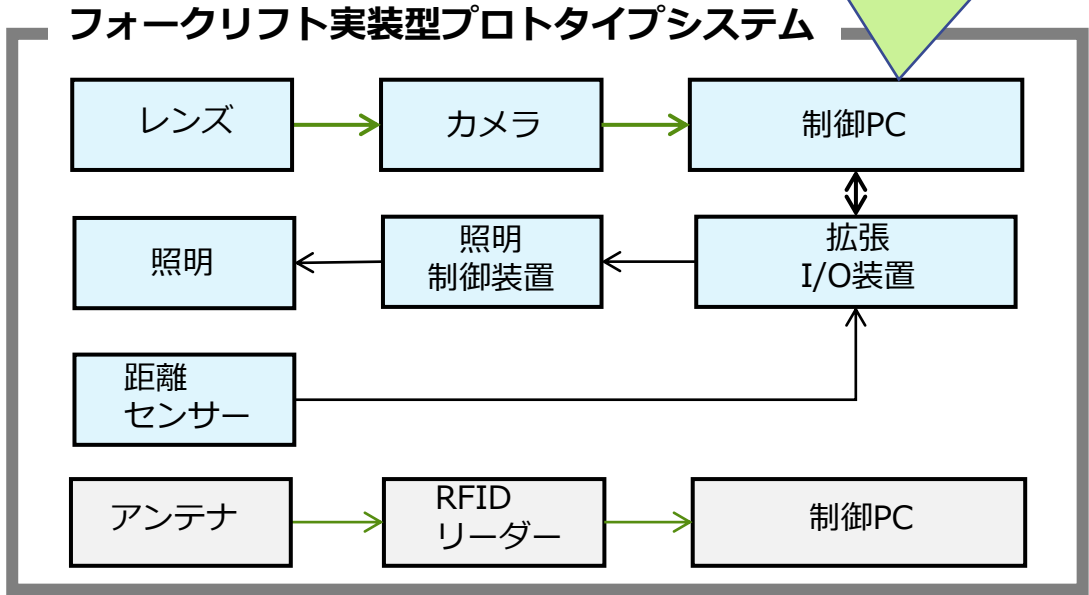 フォークリフト実装型プロトタイプシステム
レンズ
カメラ
制御PC
照明
照明
制御装置
拡張
I/O装置
距離
センサー
アンテナ
RFID
リーダー
制御PC